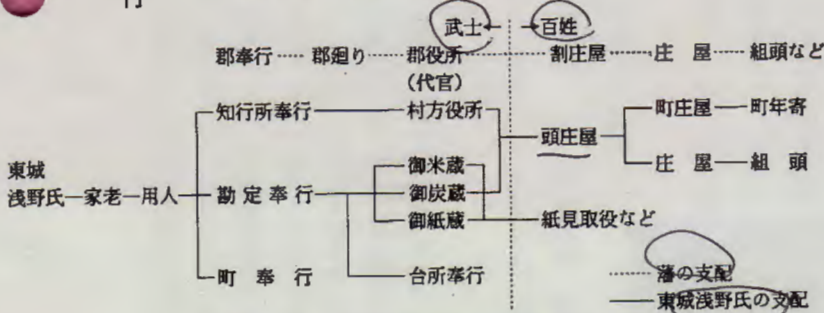 行
武士 百姓
郡奉行 郡廻り 郡役所 割庄屋 庄屋 組頭など
(代官)
知行所奉行 村方役所 町庄屋 町年寄
頭庄屋
東城 御米蔵 庄屋 組頭
浅野氏 家老 用人 勘定奉行 御炭蔵
御紙蔵 紙見取役など
藩の支配
町奉行 台所奉行
東城浅野氏の支配